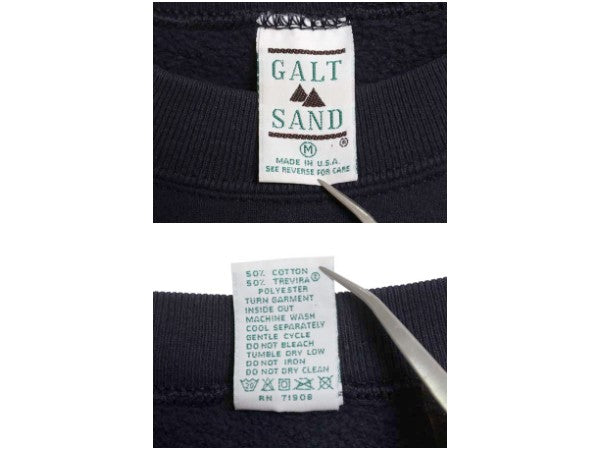 GALT
SAND
M
®
MADE IN U.S.A.
SEE REVERSE FOR CARE
50% COTTON
50% TREVIRA®
POLYESTER
TURN GARMENT
INSIDE OUT
MACHINE WASH
COOL SEPARATELY
GENTLE CYCLE
DO NOT BLEACH
TUMBLE DRY LOW
DO NOT IRON
DO NOT DRY CLEAN
RN 71908